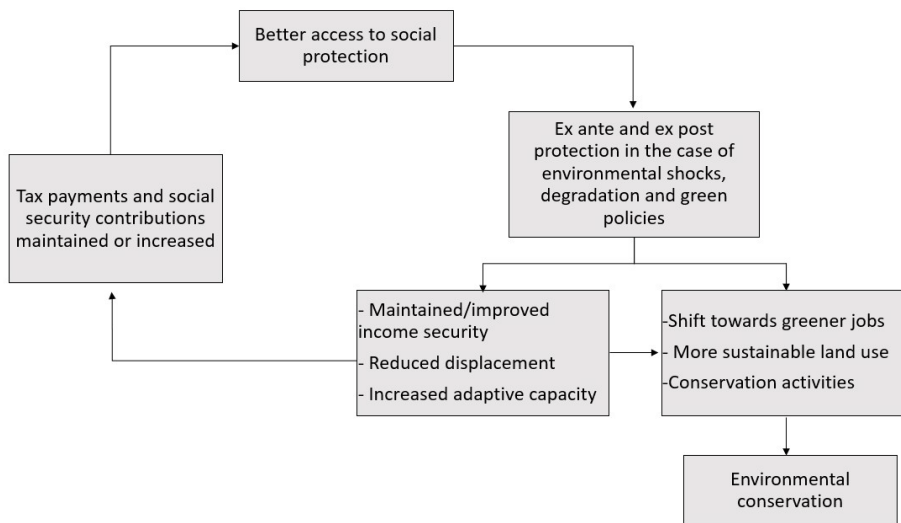 Better access to social
protection
Ex ante and ex post
protection in the case of
environmental shocks,
degradation and green
policies
Tax payments and social
security contributions
maintained or increased
- Maintained/improved
income security
- Reduced displacement
- Increased adaptive capacity
-Shift towards greener jobs
- More sustainable land use
-Conservation activities
Environmental
conservation